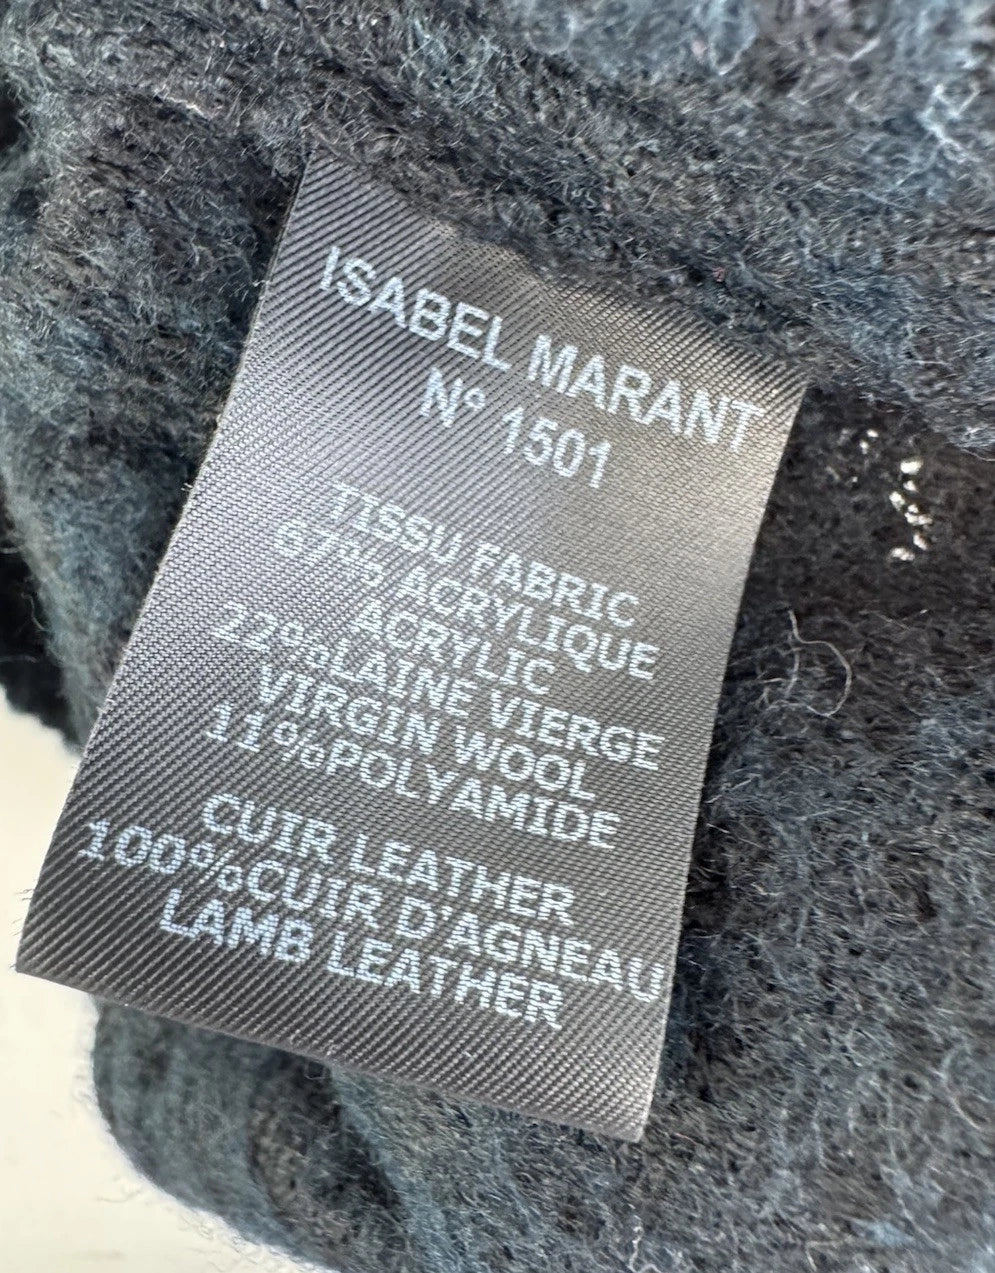 ISABEL MARANT
N° 1501
TISSU FABRIC
67% ACRYLIQUE
ACRYLIC
22%LAINE VIERGE
VIRGIN WOOL
11%POLYAMIDE
CUIR LEATHER
100%CUIR D'AGNEAU
LAMB LEATHER